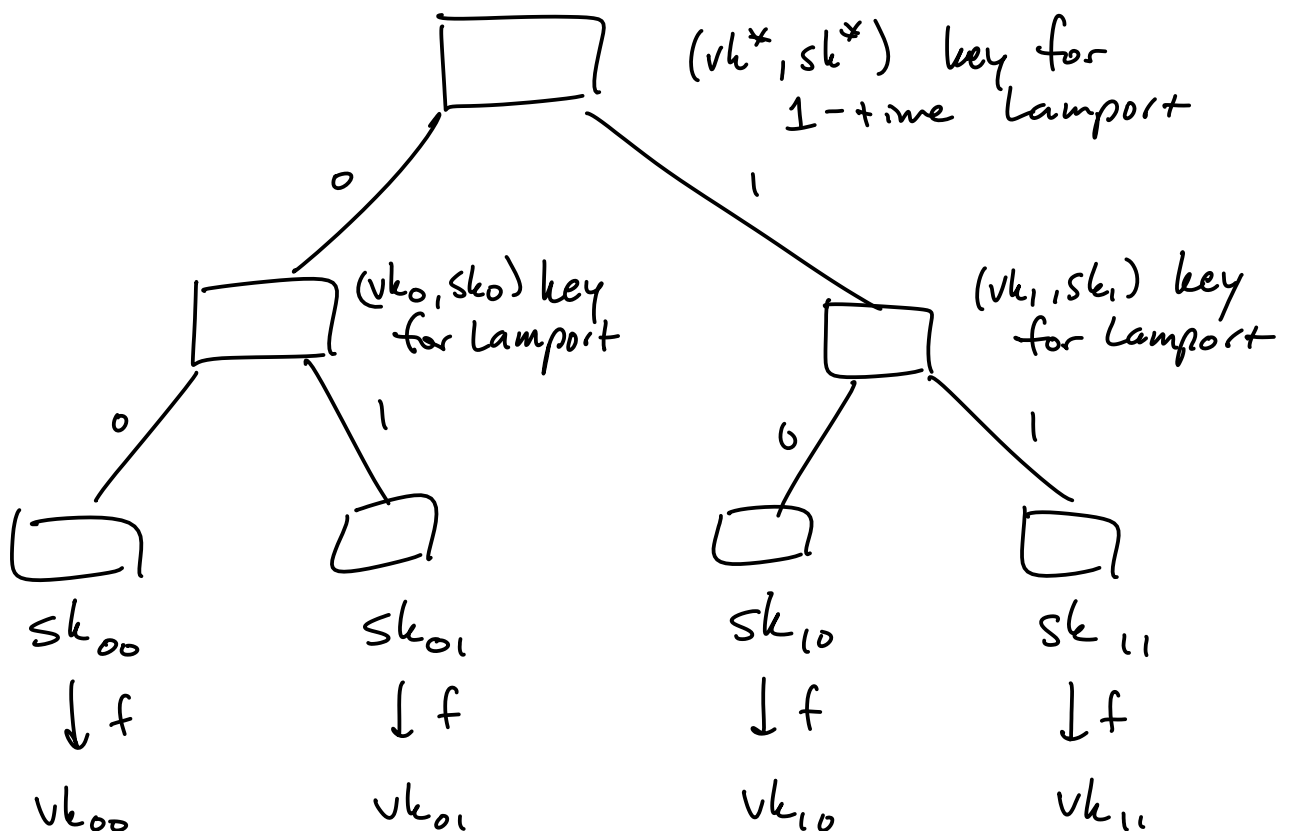 (vk*, sk*) key for
1-time Lamport
0
1
(vk₀, sk₀) key
for Lamport
(vk₁, sk₁) key
for Lamport
0
1
0
1
sk₀₀
sk₀₁
sk₁₀
sk₁₁
↓ f
↓ f
↓ f
↓ f
vk₀₀
vk₀₁
vk₁₀
vk₁₁